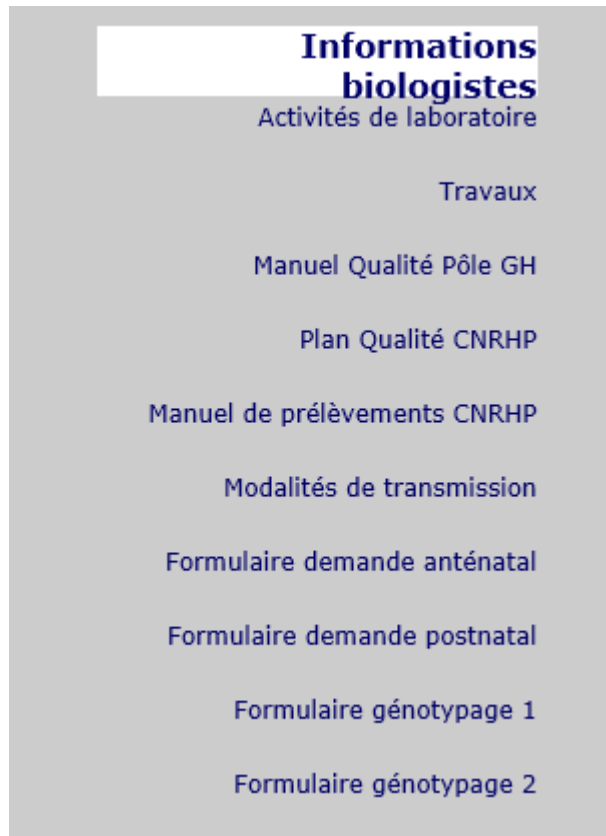 Informations
biologistes
Activités de laboratoire
Travaux
Manuel Qualité Pôle GH
Plan Qualité CNRHP
Manuel de prélèvements CNRHP
Modalités de transmission
Formulaire demande anténatal
Formulaire demande postnatal
Formulaire génotypage 1
Formulaire génotypage 2